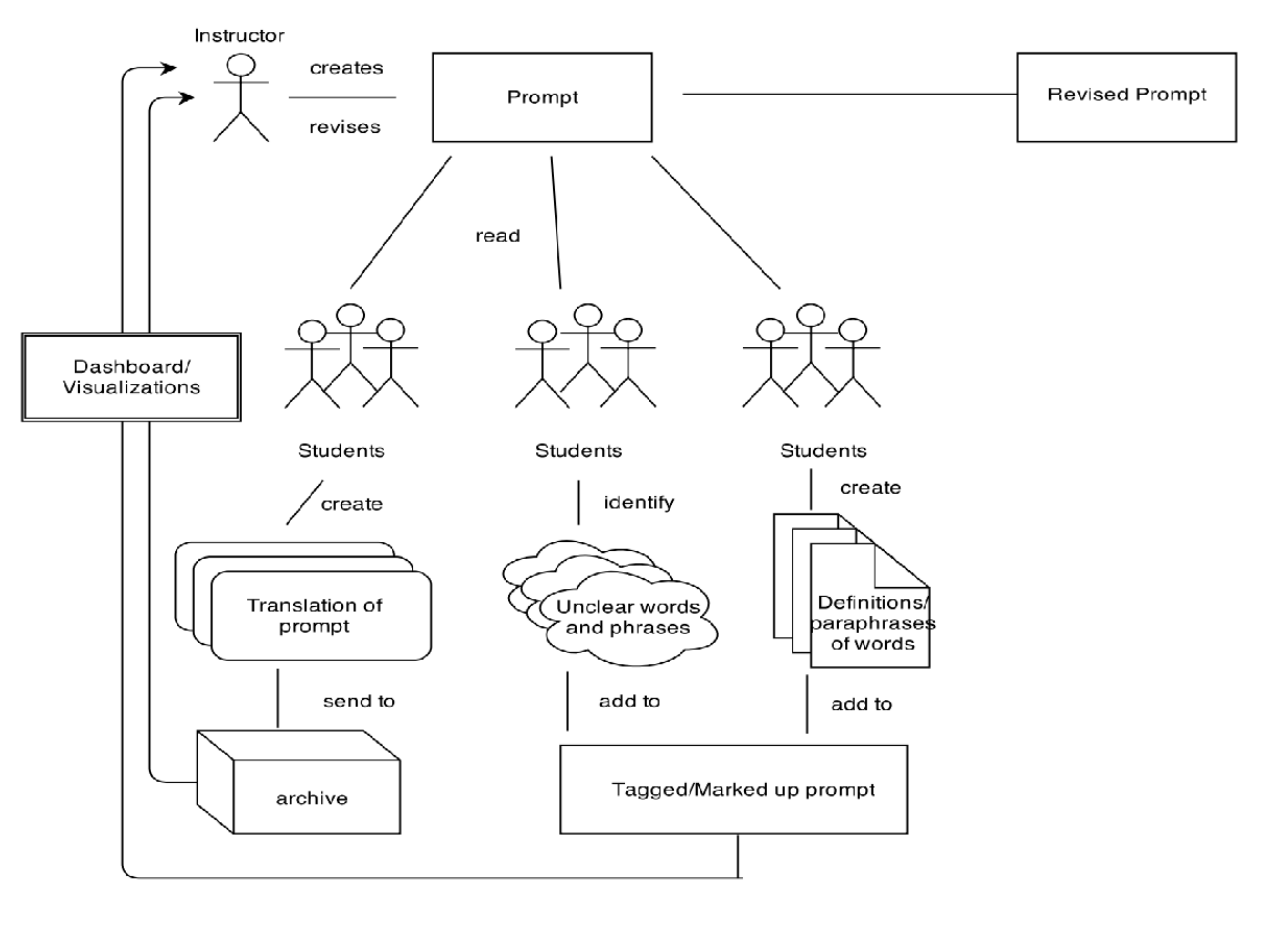 Instructor
creates
revises
Prompt
Revised Prompt
read
Dashboard/
Visualizations
Students
Students
Students
create
identify
create
Translation of
prompt
Unclear words
and phrases
Definitions/
paraphrases
of words
send to
add to
add to
archive
Tagged/Marked up prompt